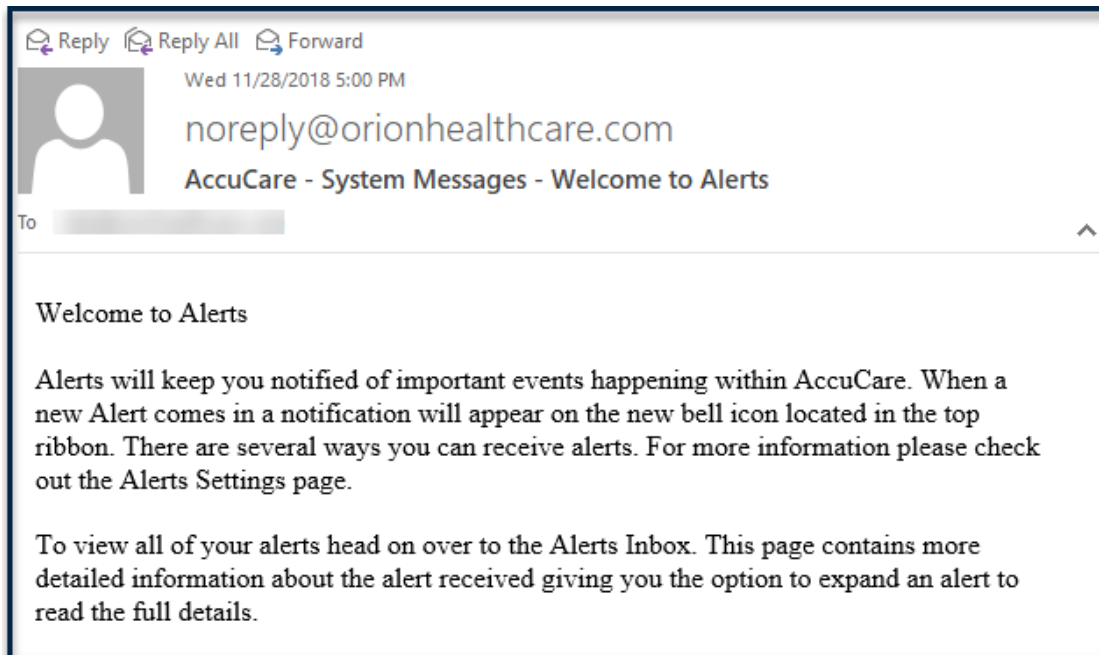 Reply Reply All Forward
Wed 11/28/2018 5:00 PM
noreply@orionhealthcare.com
AccuCare - System Messages - Welcome to Alerts
To
Welcome to Alerts
Alerts will keep you notified of important events happening within AccuCare. When a
new Alert comes in a notification will appear on the new bell icon located in the top
ribbon. There are several ways you can receive alerts. For more information please check
out the Alerts Settings page.
To view all of your alerts head on over to the Alerts Inbox. This page contains more
detailed information about the alert received giving you the option to expand an alert to
read the full details.